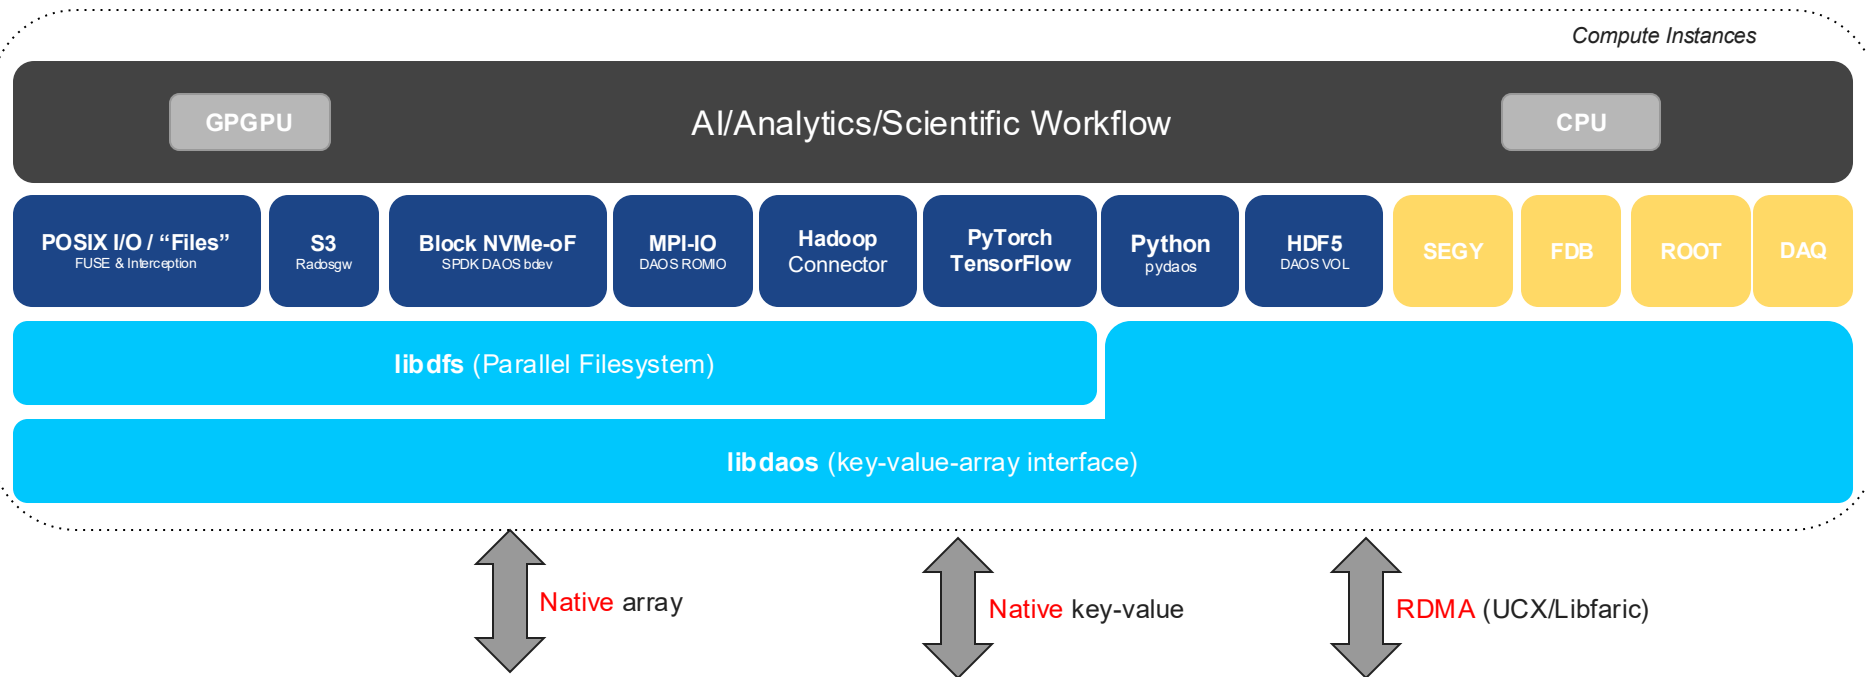 Compute Instances
GPGPU
AI/Analytics/Scientific Workflow
CPU
POSIX I/O / “Files”
FUSE & Interception
S3
Radosgw
Block NVMe-oF
SPDK DAOS bdev
MPI-IO
DAOS ROMIO
Hadoop
Connector
PyTorch
TensorFlow
Python
pydaos
HDF5
DAOS VOL
SEGY
FDB
ROOT
DAQ
libdfs (Parallel Filesystem)
libdaos (key-value-array interface)
Native array
Native key-value
RDMA (UCX/Libfaric)